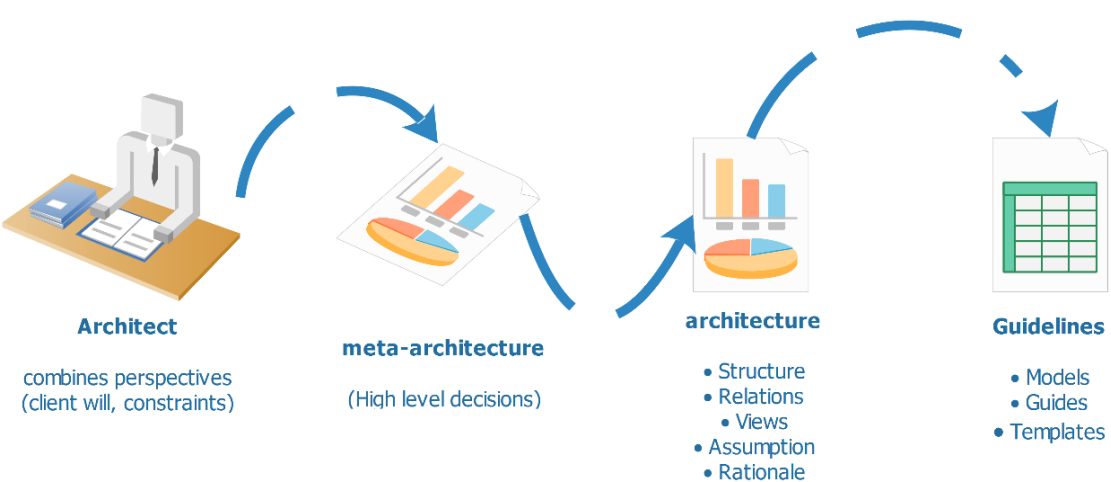 Architect
combines perspectives
(client will, constraints)
meta-architecture
(High level decisions)
architecture
• Structure
• Relations
• Views
• Assumption
• Rationale
Guidelines
• Models
• Guides
• Templates